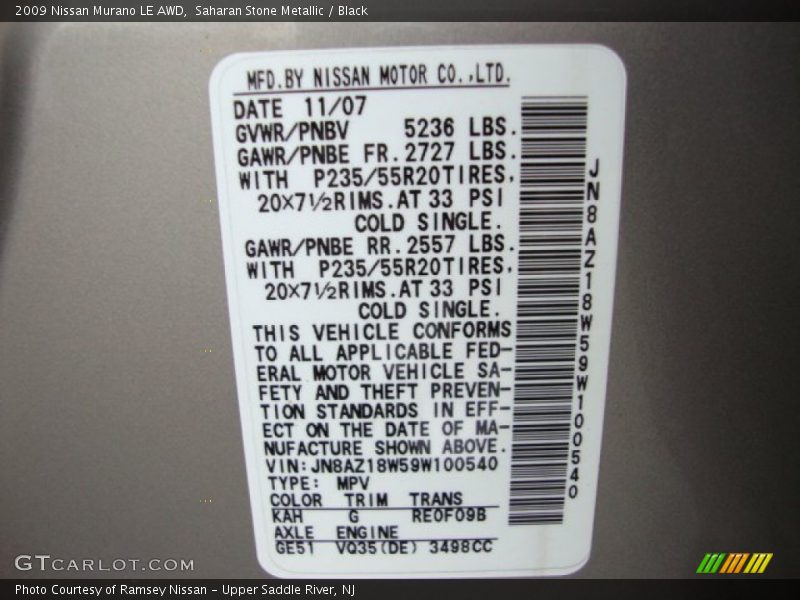 2009 Nissan Murano LE AWD,  Saharan Stone Metallic / Black
MFD.BY NISSAN MOTOR CO.,LTD.
DATE 11/07
GVWR/PNBV 5236 LBS.
GAWR/PNBE FR.2727 LBS.
WITH P235/55R20TIRES,
20X7½RIMS.AT 33 PSI
COLD SINGLE.
GAWR/PNBE RR.2557 LBS.
WITH P235/55R20TIRES,
20X7½RIMS.AT 33 PSI
COLD SINGLE.
THIS VEHICLE CONFORMS
TO ALL APPLICABLE FED-
ERAL MOTOR VEHICLE SA-
FETY AND THEFT PREVEN-
TION STANDARDS IN EFF-
ECT ON THE DATE OF MA-
NUFACTURE SHOWN ABOVE.
VIN:JN8AZ18W59W100540
TYPE: MPV
COLOR TRIM TRANS
KAH G RE0F09B
AXLE ENGINE
GE51 VQ35(DE) 3498CC
JN8AZ18W59W100540
GTCARLOT.COM
Photo Courtesy of Ramsey Nissan - Upper Saddle River, NJ